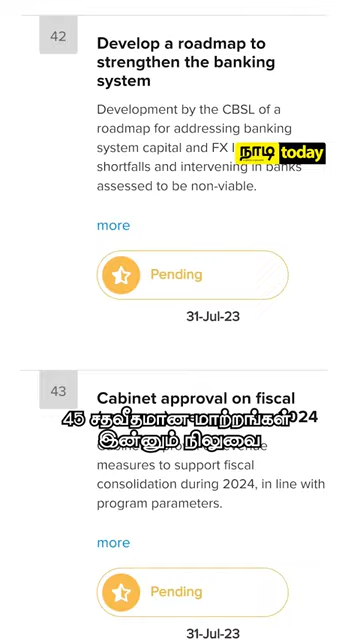 42
Develop a roadmap to
strengthen the banking
system
Development by the CBSL of a
roadmap for addressing banking
system capital and FX
நாடி today
shortfalls and intervening in banks
assessed to be non-viable.
more
Pending
31-Jul-23
43
Cabinet approval on fiscal
2024
45 சதவீதமான மாற்றங்கள்
இன்னும் நிலுவை
measures to support fiscal
consolidation during 2024, in line with
program parameters.
more
Pending
31-Jul-23